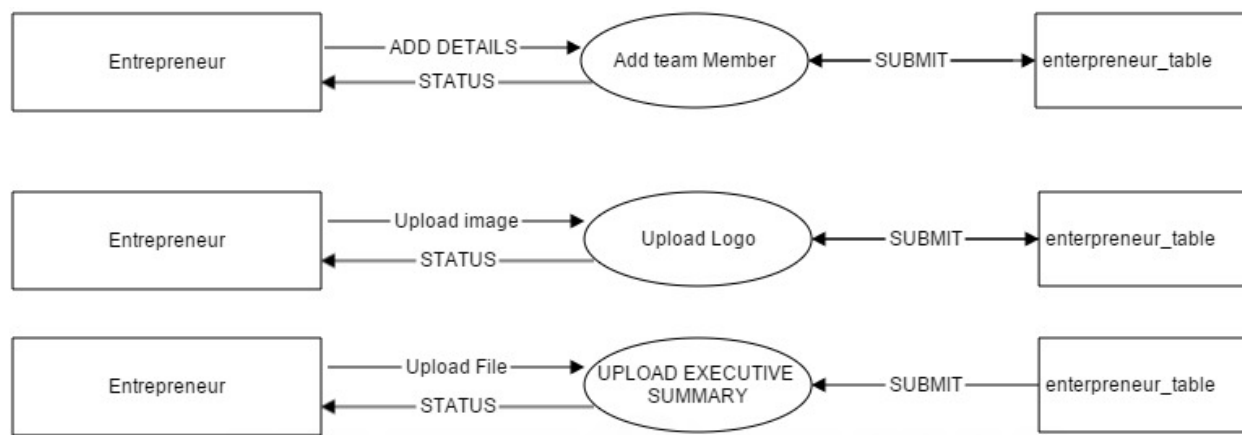 Entrepreneur
ADD DETAILS
STATUS
Add team Member
SUBMIT
enterpreneur_table
Entrepreneur
Upload image
STATUS
Upload Logo
SUBMIT
enterpreneur_table
Entrepreneur
Upload File
STATUS
UPLOAD EXECUTIVE
SUMMARY
SUBMIT
enterpreneur_table